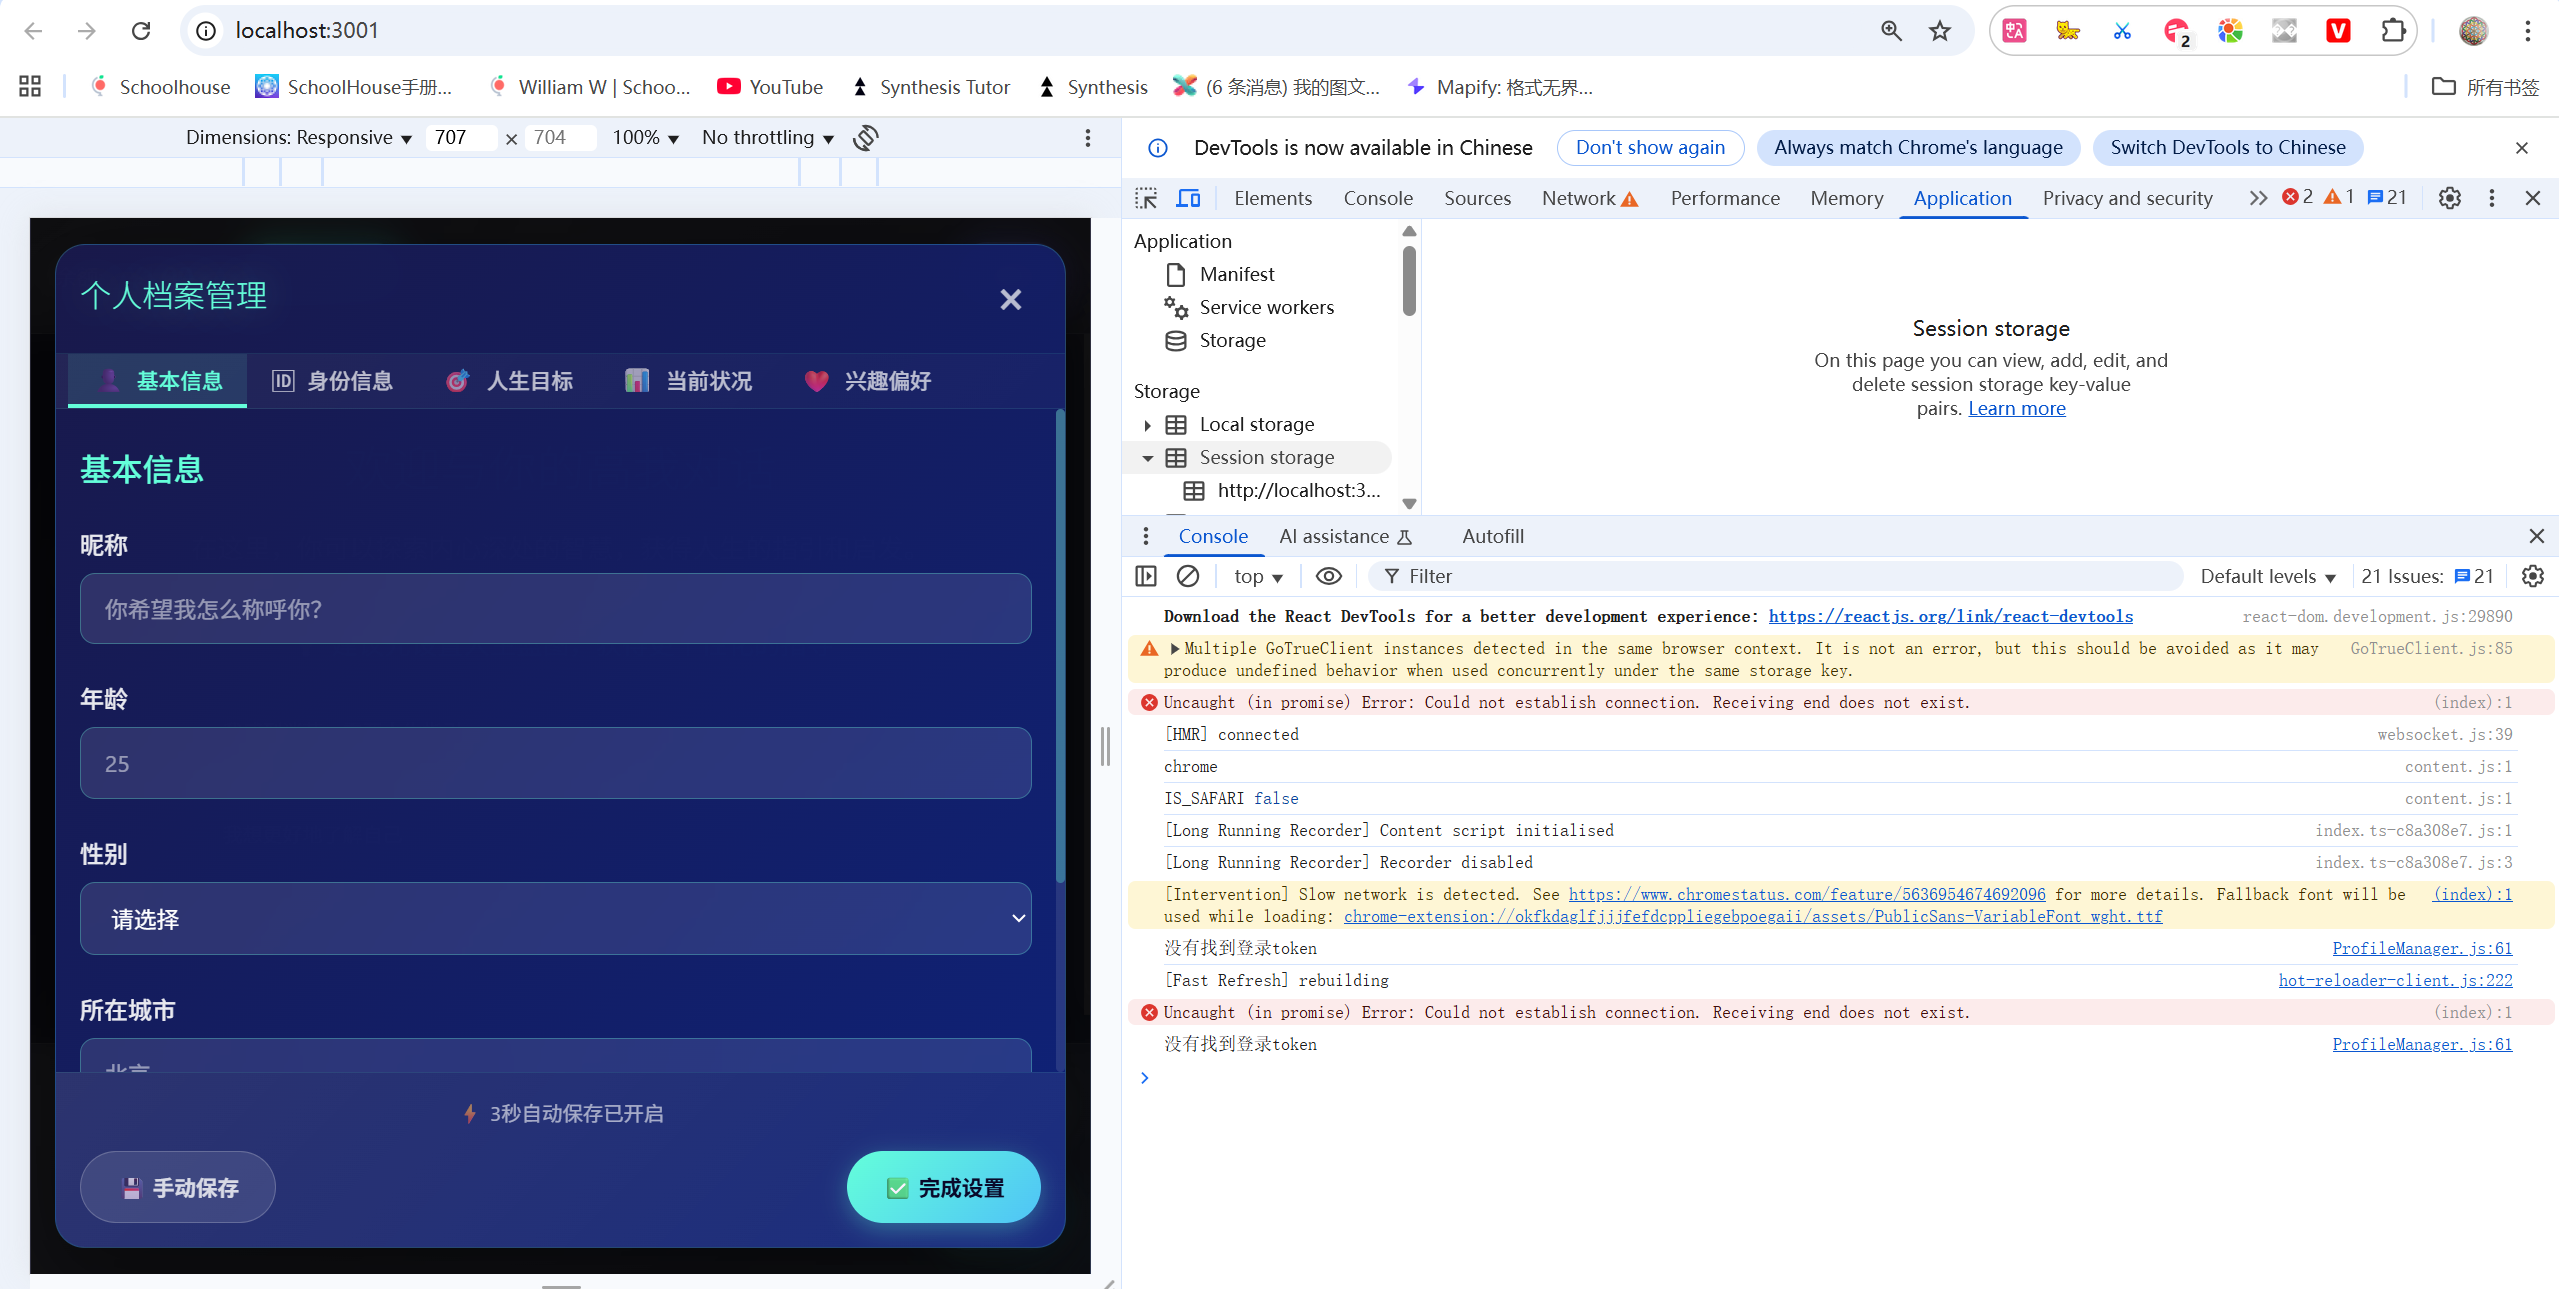 localhost:3001
2
Schoolhouse
SchoolHouse手册...
William W | Schoo...
YouTube
Synthesis Tutor
Synthesis
(6 条消息) 我的图文...
Mapify: 格式无界...
所有书签
Dimensions: Responsive 707 × 704 100% No throttling
个人档案管理
基本信息 身份信息 人生目标 当前状况 兴趣偏好
基本信息
昵称
你希望我怎么称呼你？
年龄
25
性别
请选择
所在城市
3秒自动保存已开启
手动保存
完成设置
DevTools is now available in Chinese Don't show again Always match Chrome's language Switch DevTools to Chinese
Elements Console Sources Network Performance Memory Application Privacy and security 2 1 21
Application
Manifest
Service workers
Storage
Storage
Local storage
Session storage
http://localhost:3...
Session storage
On this page you can view, add, edit, and
delete session storage key-value
pairs. Learn more
Console AI assistance Autofill
top Filter Default levels 21 Issues: 21
Download the React DevTools for a better development experience: https://reactjs.org/link/react-devtools react-dom.development.js:29890
Multiple GoTrueClient instances detected in the same browser context. It is not an error, but this should be avoided as it may GoTrueClient.js:85
produce undefined behavior when used concurrently under the same storage key.
Uncaught (in promise) Error: Could not establish connection. Receiving end does not exist. (index):1
[HMR] connected websocket.js:39
chrome content.js:1
IS_SAFARI false content.js:1
[Long Running Recorder] Content script initialised index.ts-c8a308e7.js:1
[Long Running Recorder] Recorder disabled index.ts-c8a308e7.js:3
[Intervention] Slow network is detected. See https://www.chromestatus.com/feature/5636954674692096 for more details. Fallback font will be (index):1
used while loading: chrome-extension://okfkdaglfjjjfefdcppliegebpoegaii/assets/PublicSans-VariableFont_wght.ttf
没有找到登录token ProfileManager.js:61
[Fast Refresh] rebuilding hot-reloader-client.js:222
Uncaught (in promise) Error: Could not establish connection. Receiving end does not exist. (index):1
没有找到登录token ProfileManager.js:61